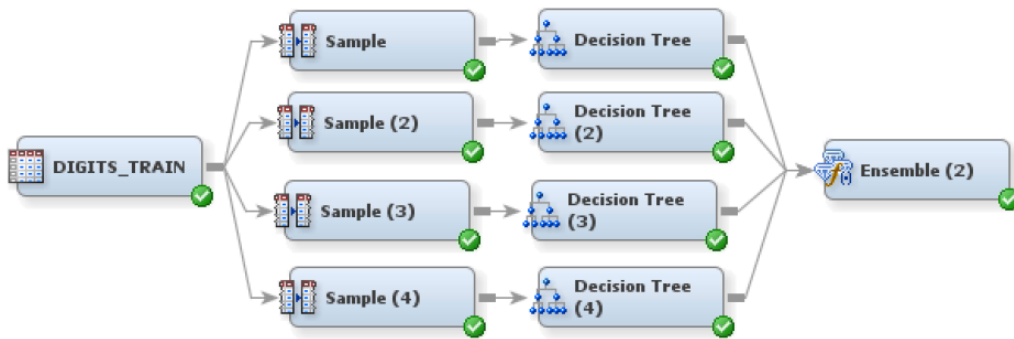 Sample
Decision Tree
Sample (2)
Decision Tree
(2)
DIGITS_TRAIN
Ensemble (2)
Sample (3)
Decision Tree
(3)
Sample (4)
Decision Tree
(4)